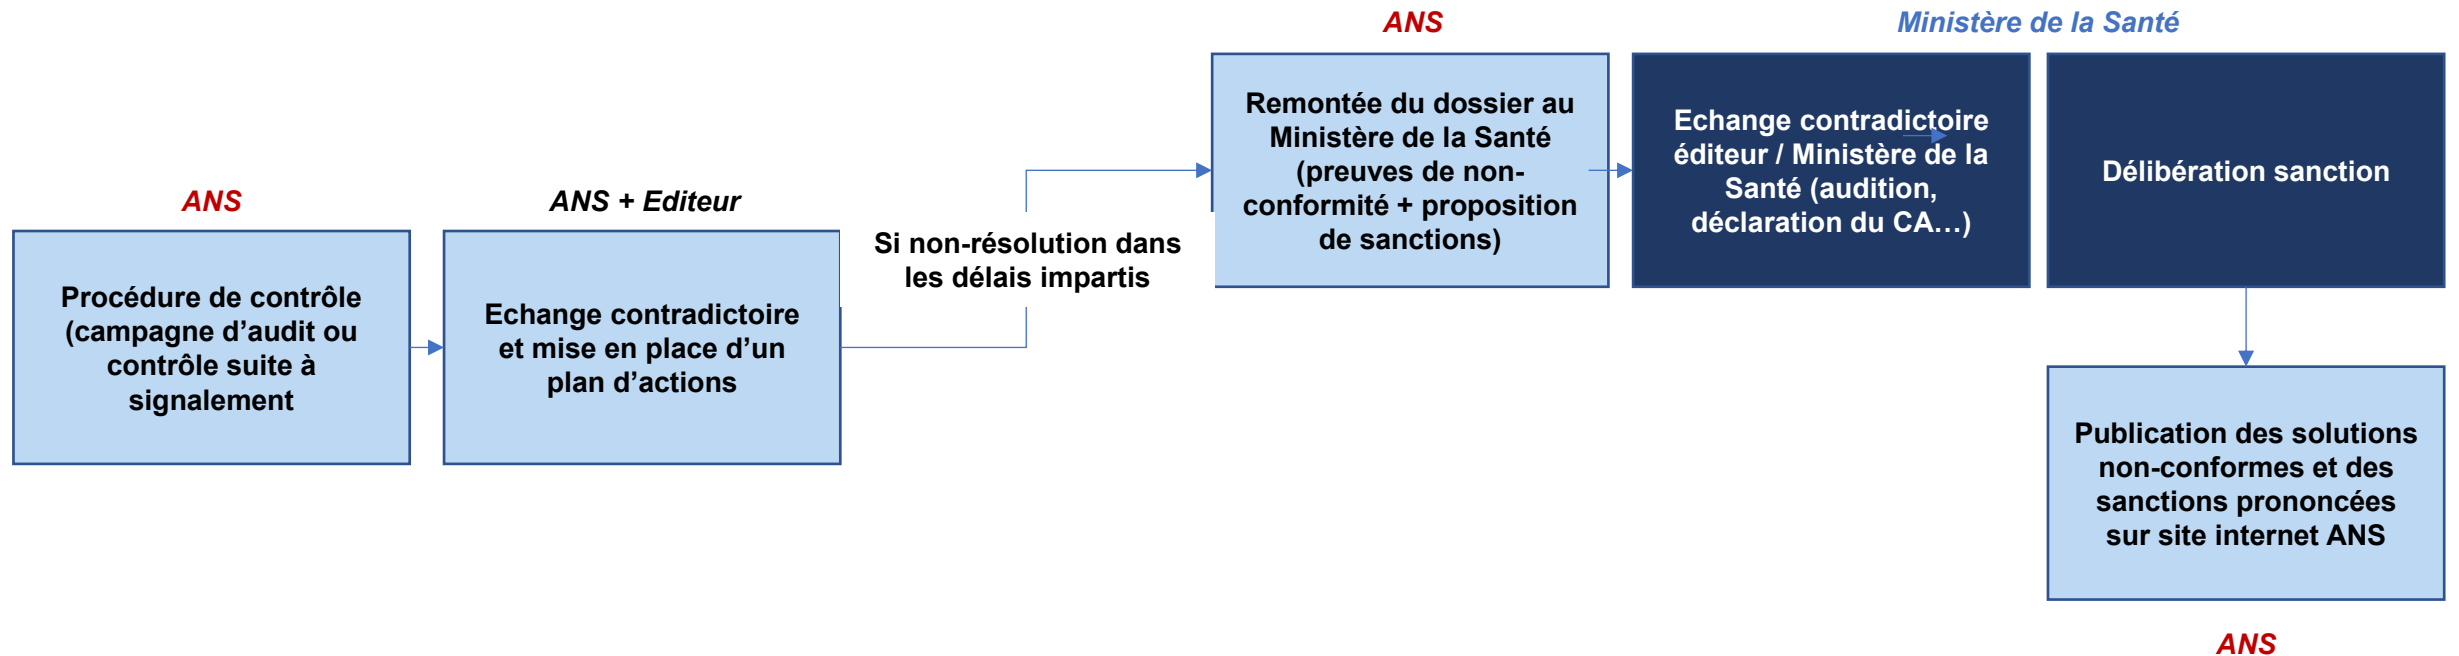 ANS
Procédure de contrôle
(campagne d’audit ou
contrôle suite à
signalement
ANS + Editeur
Echange contradictoire
et mise en place d’un
plan d’actions
Si non-résolution dans
les délais impartis
ANS
Remontée du dossier au
Ministère de la Santé
(preuves de non-
conformité + proposition
de sanctions)
Ministère de la Santé
Echange contradictoire
éditeur / Ministère de la
Santé (audition,
déclaration du CA…)
Délibération sanction
Publication des solutions
non-conformes et des
sanctions prononcées
sur site internet ANS
ANS